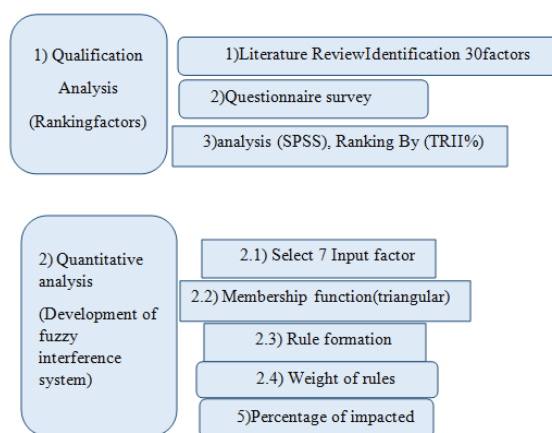 1) Qualification
Analysis
(Rankingfactors)
1)Literature ReviewIdentification 30factors
2)Questionnaire survey
3)analysis (SPSS), Ranking By (TRII%)
2) Quantitative
analysis
(Development of
fuzzy
interference
system)
2.1) Select 7 Input factor
2.2) Membership function(triangular)
2.3) Rule formation
2.4) Weight of rules
5)Percentage of impacted